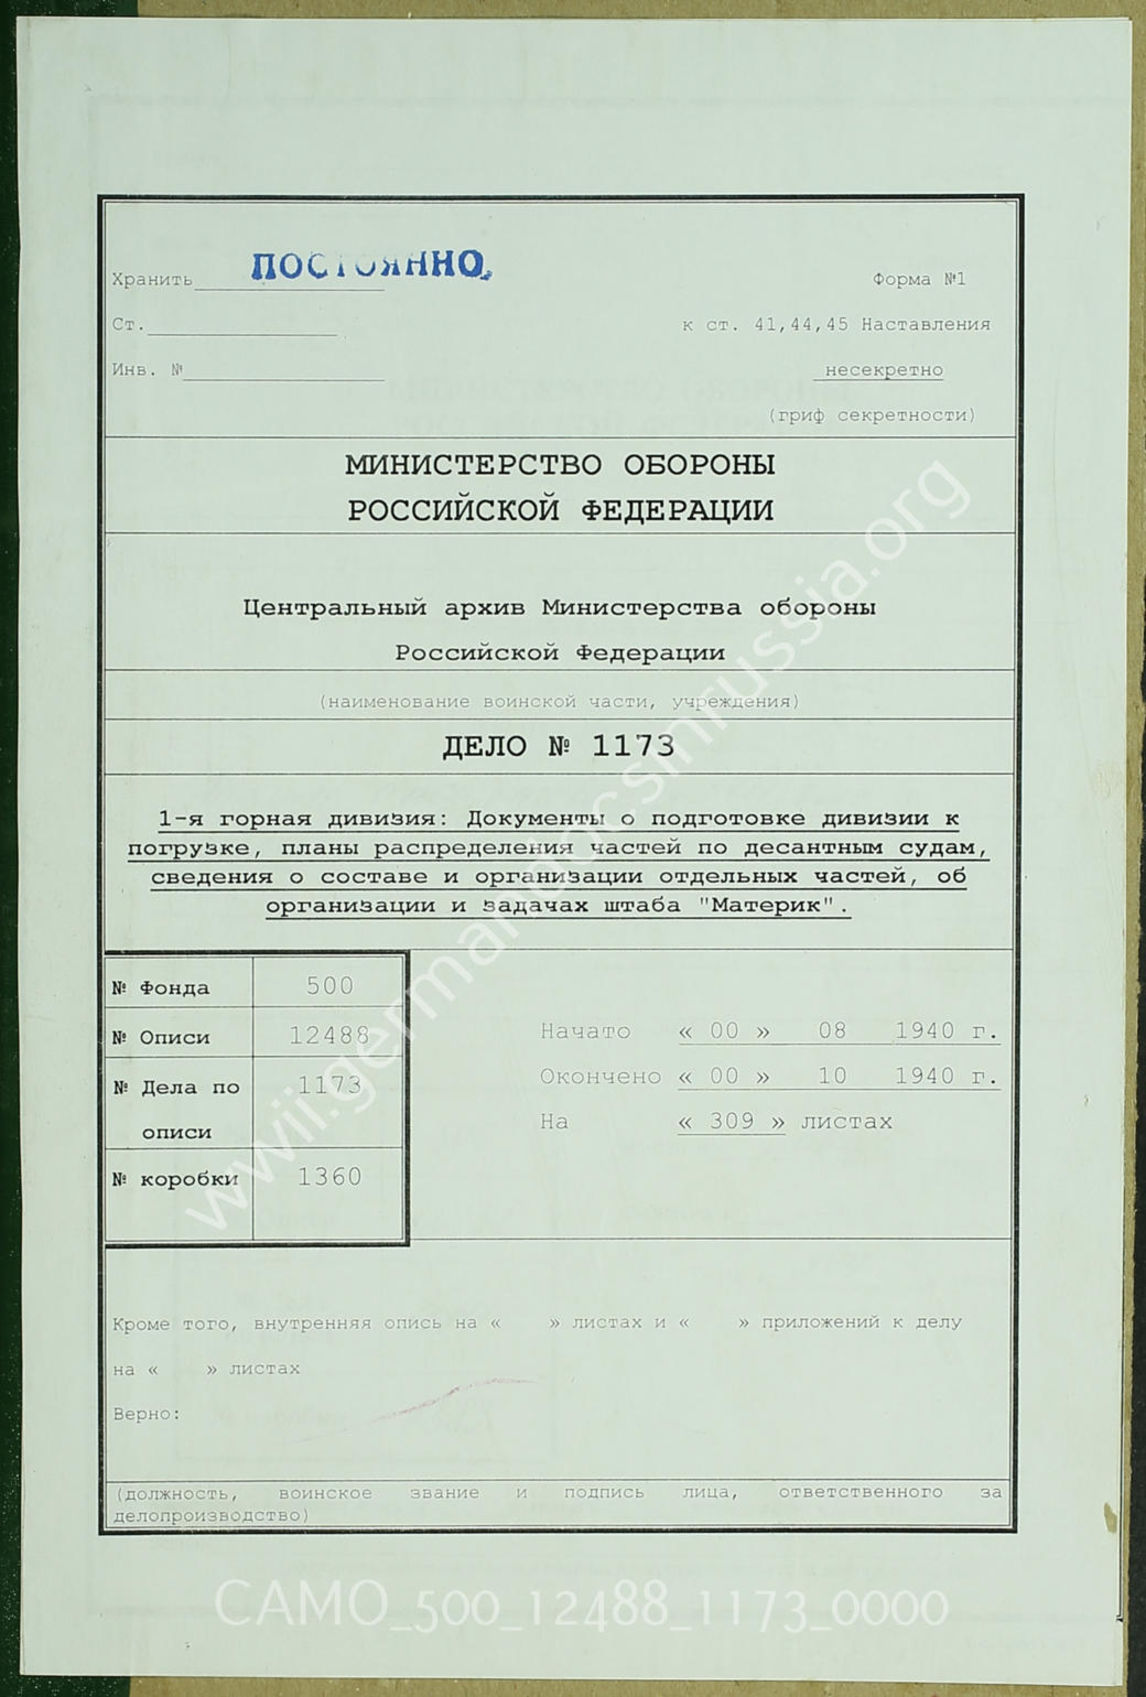 Хранить ПОСТОЯННО.
Форма №1
Ст.
к ст. 41,44,45 Наставления
Инв. №
несекретно
(гриф секретности)
МИНИСТЕРСТВО ОБОРОНЫ
РОССИЙСКОЙ ФЕДЕРАЦИИ
Центральный архив Министерства обороны
Российской Федерации
(наименование воинской части, учреждения)
ДЕЛО № 1173
1-я горная дивизия: Документы о подготовке дивизии к
погрузке, планы распределения частей по десантным судам,
сведения о составе и организации отдельных частей, об
организации и задачах штаба "Материк".
№ Фонда 500
№ Описи 12488
№ Дела по 1173
описи
№ коробки 1360
Начато « 00 » 08 1940 г.
Окончено « 00 » 10 1940 г.
На « 309 » листах
Кроме того, внутренняя опись на « » листах и « » приложений к делу
на « » листах
Верно:
(должность, воинское звание и подпись лица, ответственного за
делопроизводство)
wwii.germandocsinrussia.org
CAMO_500_12488_1173_0000